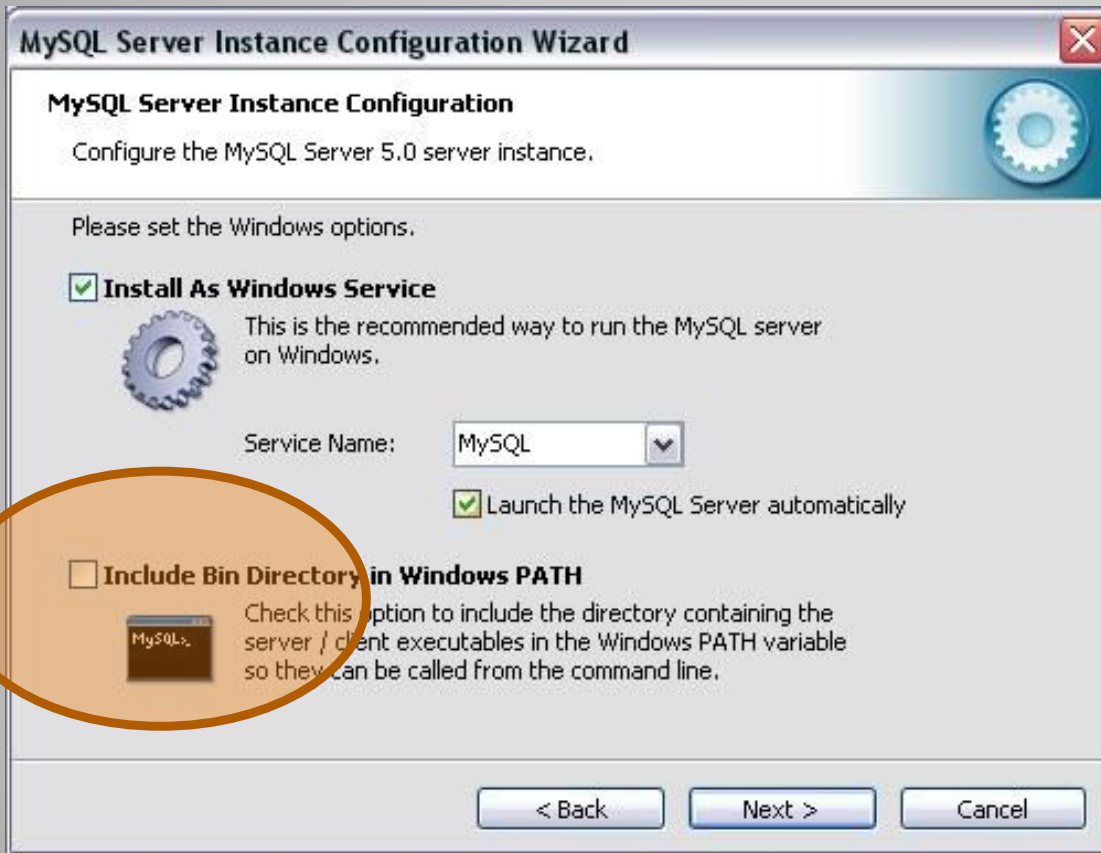 MySQL Server Instance Configuration Wizard
MySQL Server Instance Configuration
Configure the MySQL Server 5.0 server instance.
Please set the Windows options.
Install As Windows Service
This is the recommended way to run the MySQL server
on Windows.
Service Name:
MySQL
Launch the MySQL Server automatically
Include Bin Directory in Windows PATH
Check this option to include the directory containing the
server / client executables in the Windows PATH variable
so they can be called from the command line.
MySQL>_
< Back
Next >
Cancel